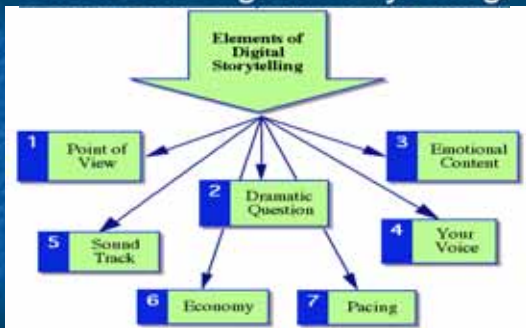 Elements of
Digital
Storytelling
1
Point of
View
2
Dramatic
Question
3
Emotional
Content
4
Your
Voice
5
Sound
Track
6
Economy
7
Pacing